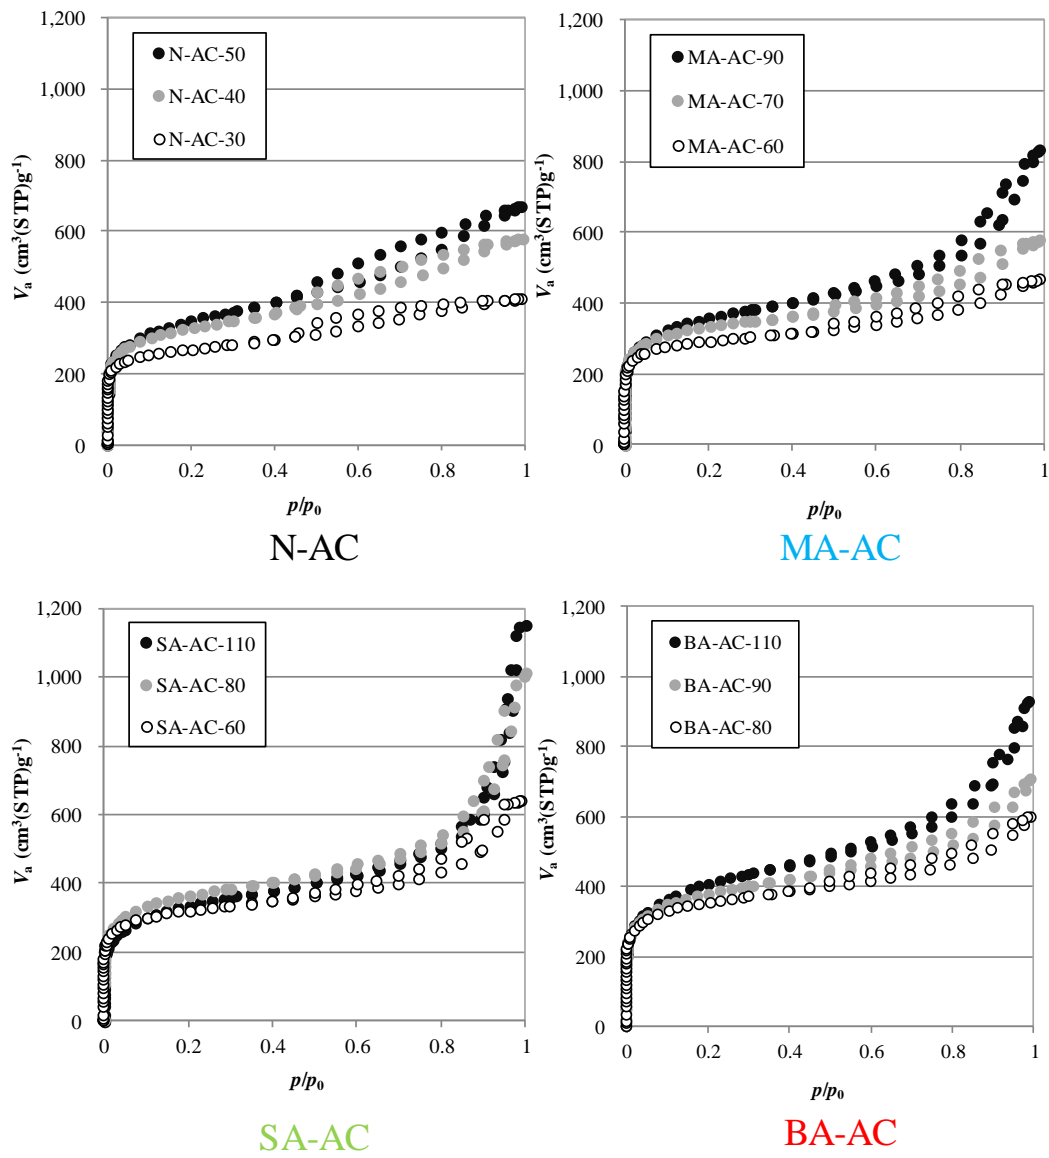 1,200
1,000
800
600
400
200
0
Va (cm³(STP)g⁻¹)
N-AC-50
N-AC-40
N-AC-30
0 0.2 0.4 0.6 0.8 1
p/p₀
N-AC
1,200
1,000
800
600
400
200
0
Va (cm³(STP)g⁻¹)
MA-AC-90
MA-AC-70
MA-AC-60
0 0.2 0.4 0.6 0.8 1
p/p₀
MA-AC
1,200
1,000
800
600
400
200
0
Va (cm³(STP)g⁻¹)
SA-AC-110
SA-AC-80
SA-AC-60
0 0.2 0.4 0.6 0.8 1
p/p₀
SA-AC
1,200
1,000
800
600
400
200
0
Va (cm³(STP)g⁻¹)
BA-AC-110
BA-AC-90
BA-AC-80
0 0.2 0.4 0.6 0.8 1
p/p₀
BA-AC